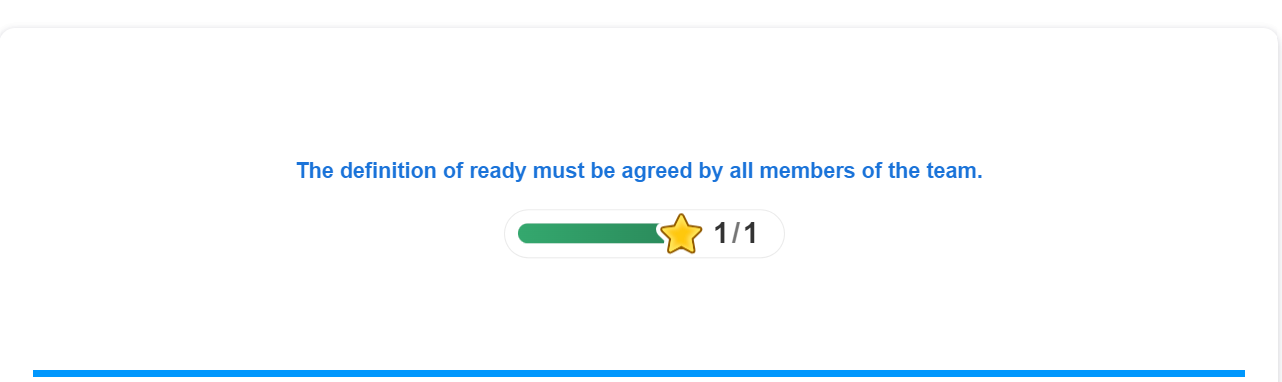 The definition of ready must be agreed by all members of the team.
1/1